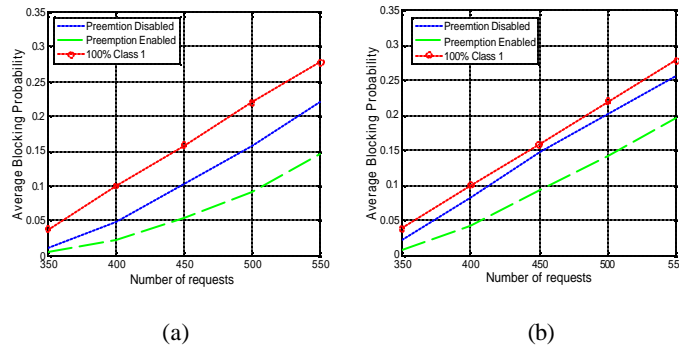 0.35
0.3
0.25
0.2
0.15
0.1
0.05
0
Average Blocking Probability
Preemtion Disabled
Preemption Enabled
100% Class 1
350 400 450 500 550
Number of requests
(a)
0.35
0.3
0.25
0.2
0.15
0.1
0.05
0
Average Blocking Probability
Preemtion Disabled
Preemption Enabled
100% Class 1
350 400 450 500 550
Number of requests
(b)